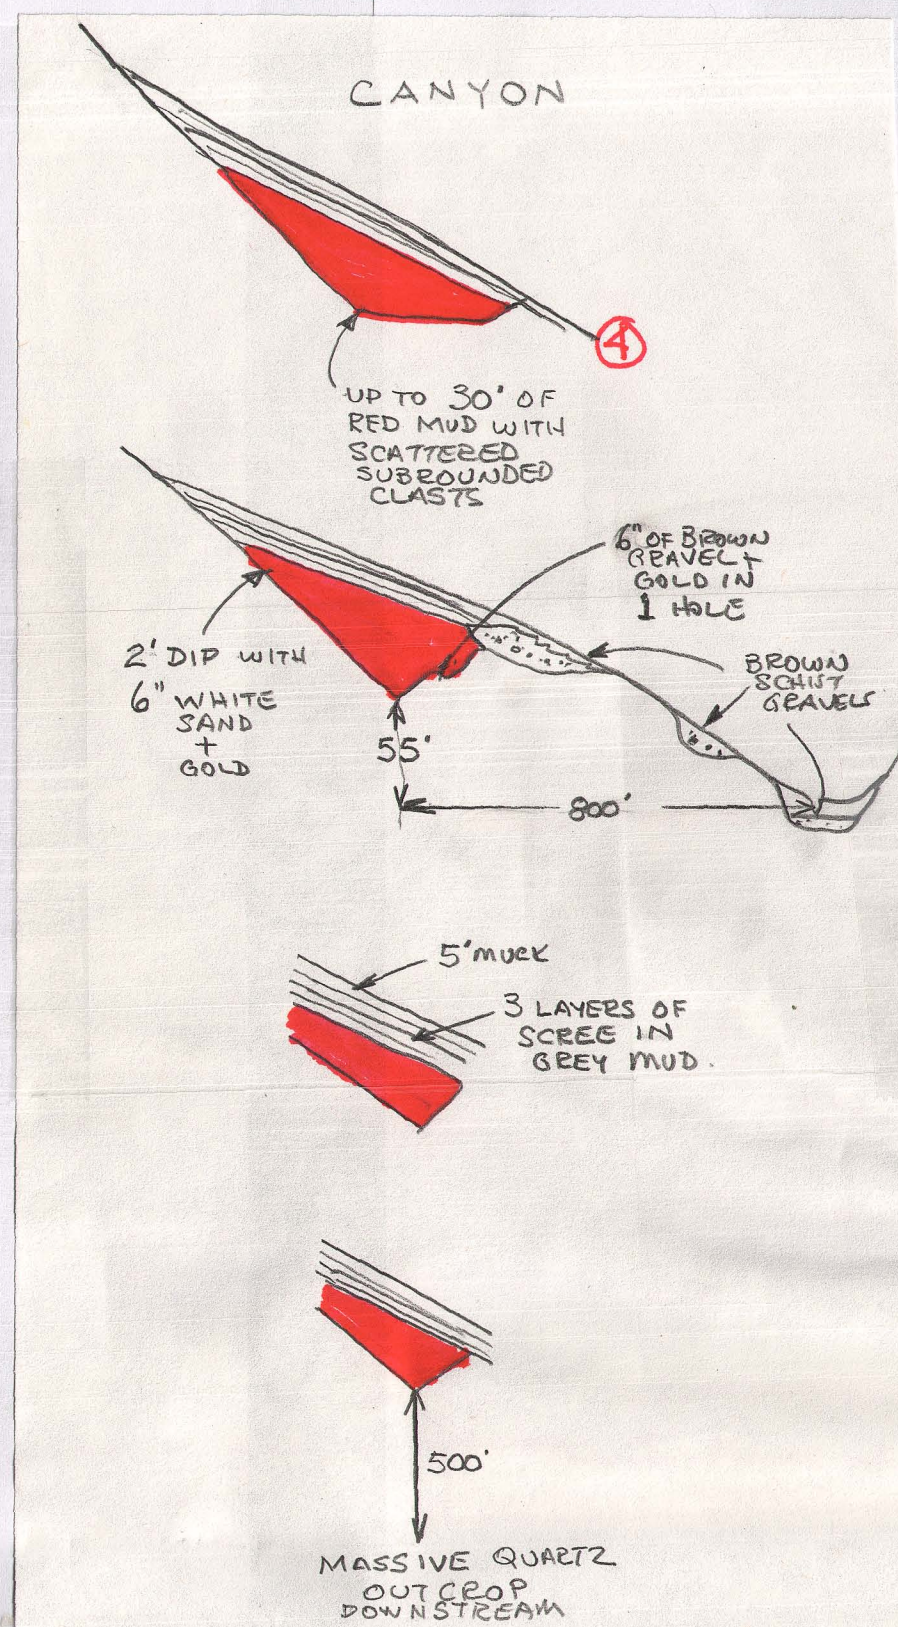 CANYON
4
UP TO 30' OF
RED MUD WITH
SCATTERED
SUBROUNDED
CLASTS
6" OF BROWN
GRAVEL +
GOLD IN
1 HOLE
2' DIP WITH
6" WHITE
SAND
+
GOLD
BROWN
SCHIST
GRAVELS
55'
800'
5' MUCK
3 LAYERS OF
SCREE IN
GREY MUD.
500'
MASSIVE QUARTZ
OUTCROP
DOWNSTREAM